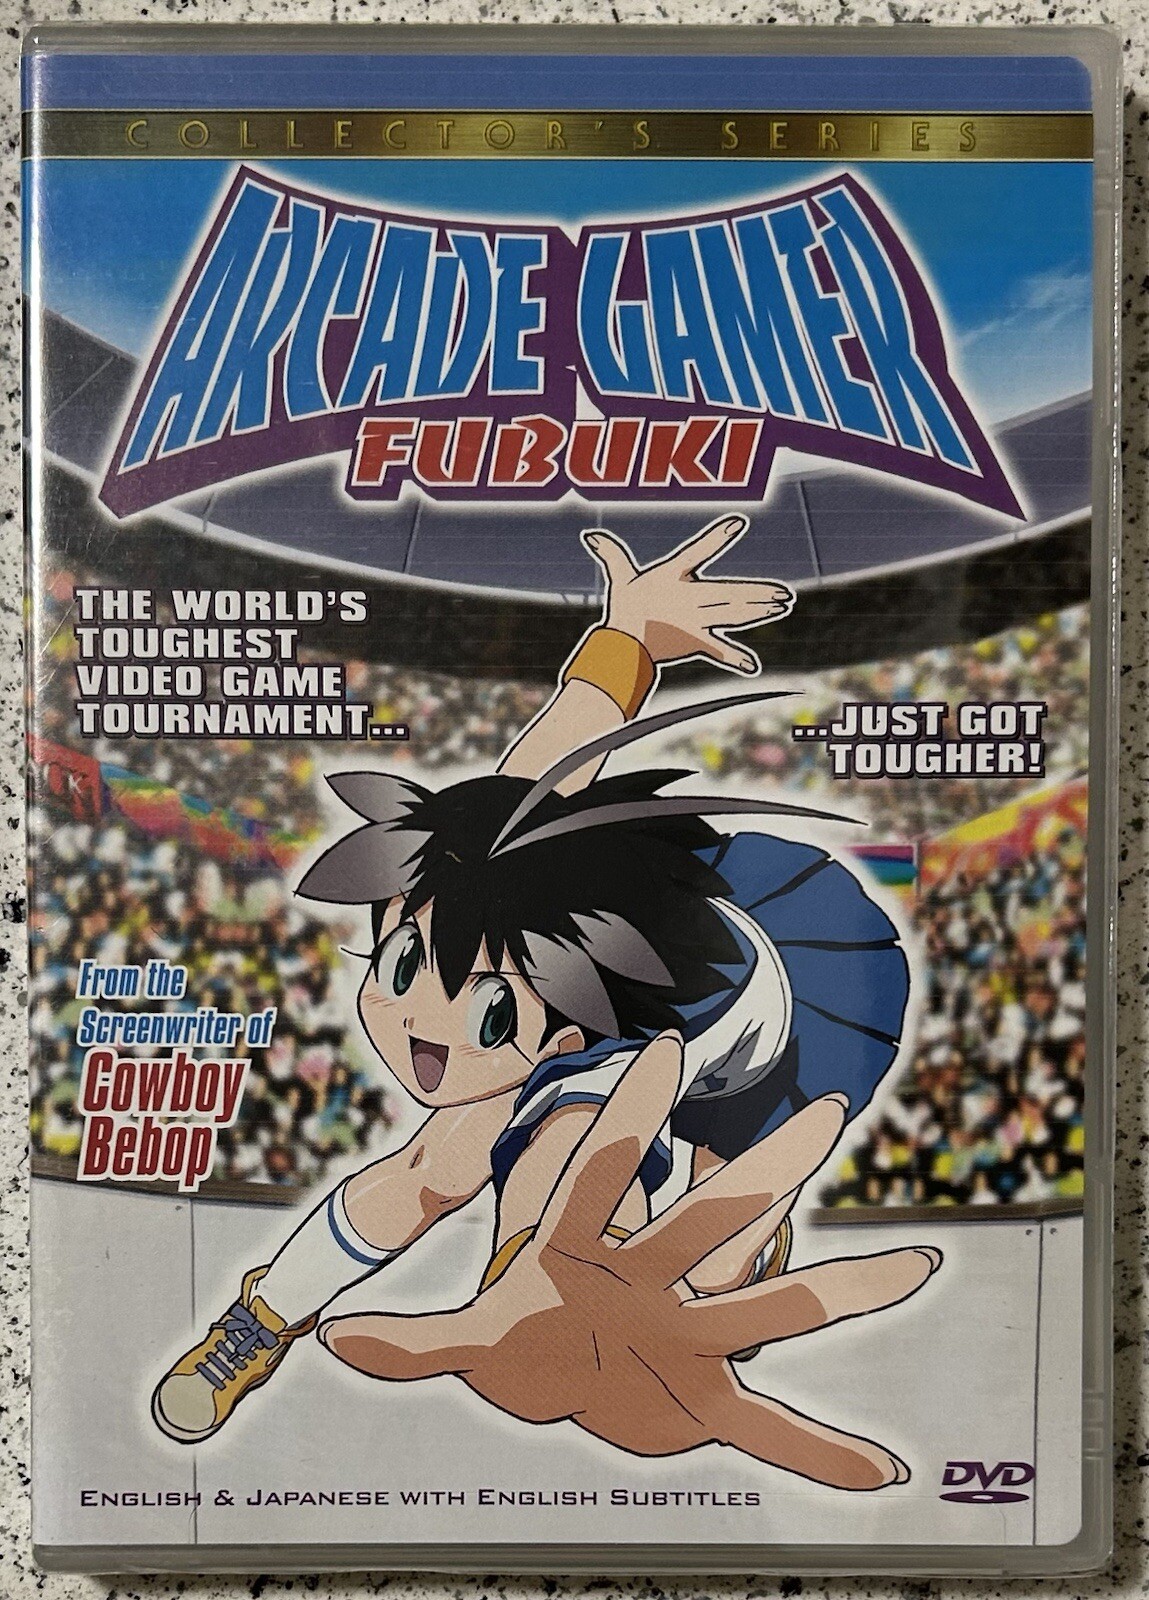 COLLECTOR'S SERIES
ARCADE GAMER
FUBUKI
THE WORLD'S
TOUGHEST
VIDEO GAME
TOURNAMENT...
...JUST GOT
TOUGHER!
From the
Screenwriter of
Cowboy
Bebop
ENGLISH & JAPANESE WITH ENGLISH SUBTITLES
DVD